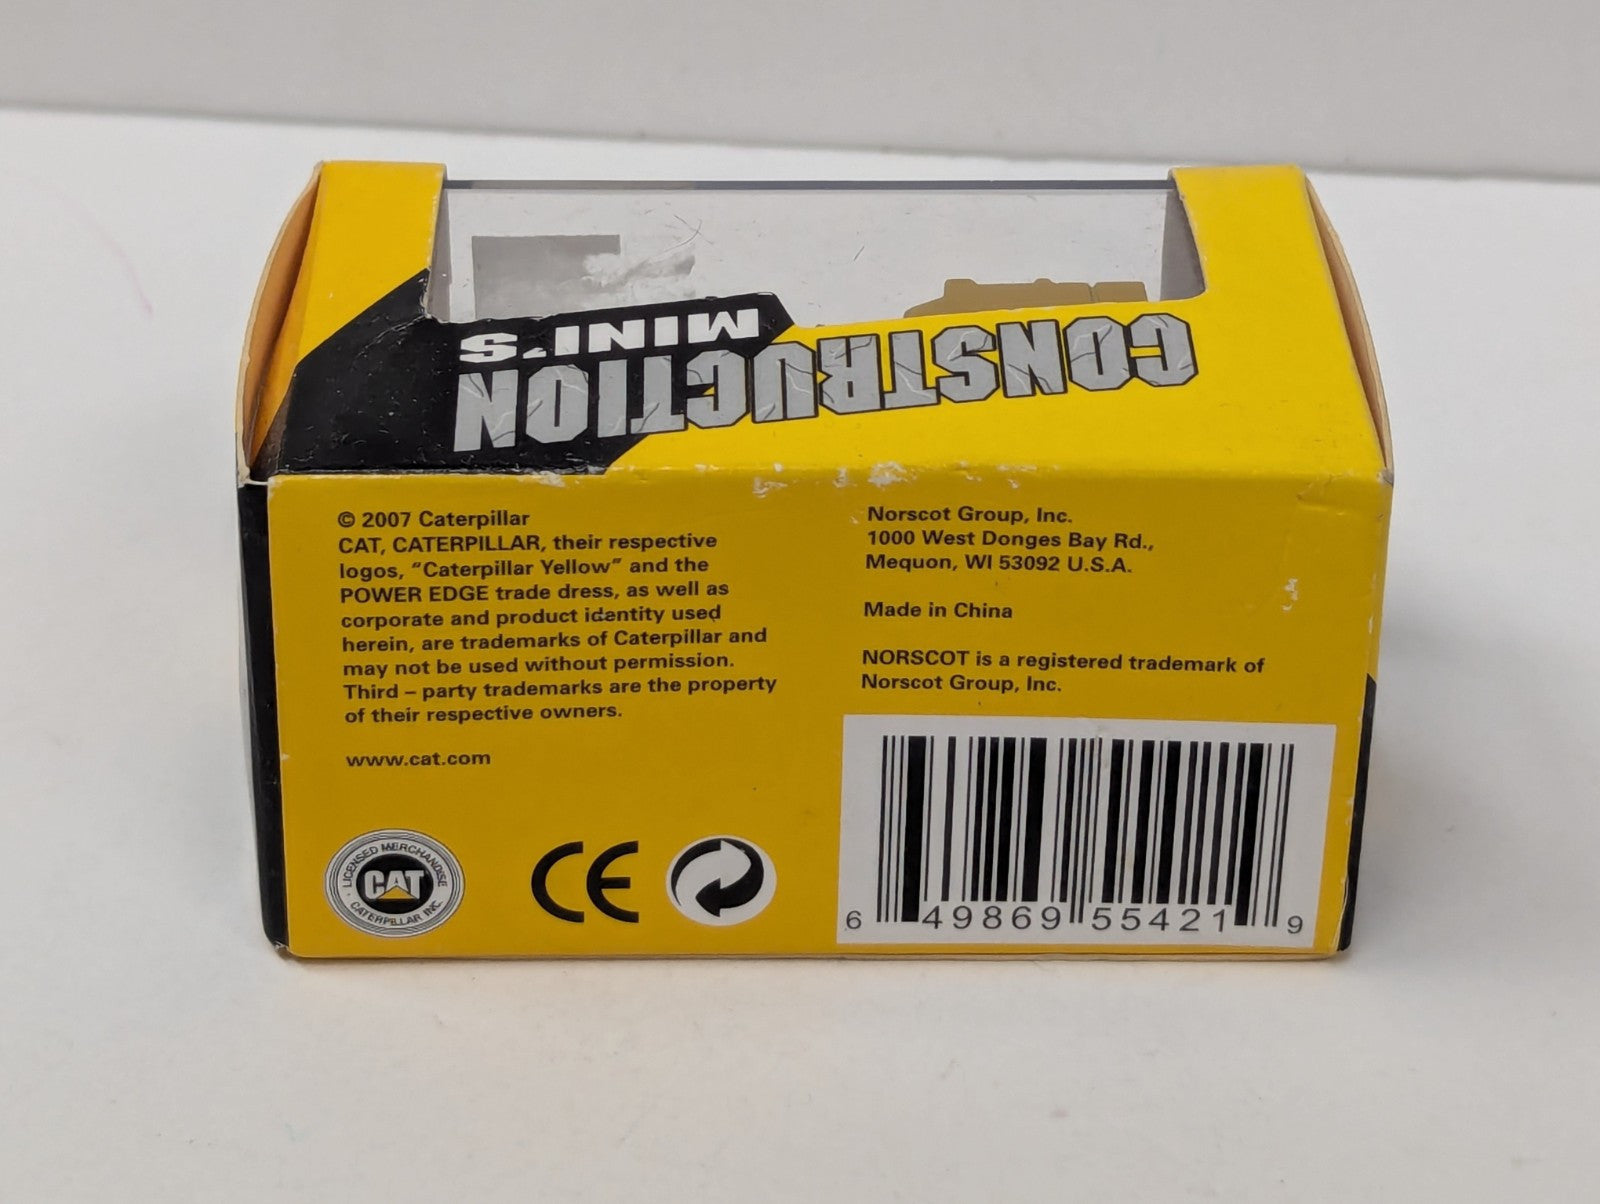 CONSTRUCTION
MINI'S
© 2007 Caterpillar
CAT, CATERPILLAR, their respective
logos, "Caterpillar Yellow" and the
POWER EDGE trade dress, as well as
corporate and product identity used
herein, are trademarks of Caterpillar and
may not be used without permission.
Third – party trademarks are the property
of their respective owners.
www.cat.com
LICENSED MERCHANDISE
CAT
CATERPILLAR INC.
CE
Norscot Group, Inc.
1000 West Donges Bay Rd.,
Mequon, WI 53092 U.S.A.
Made in China
NORSCOT is a registered trademark of
Norscot Group, Inc.
6 49869 55421 9